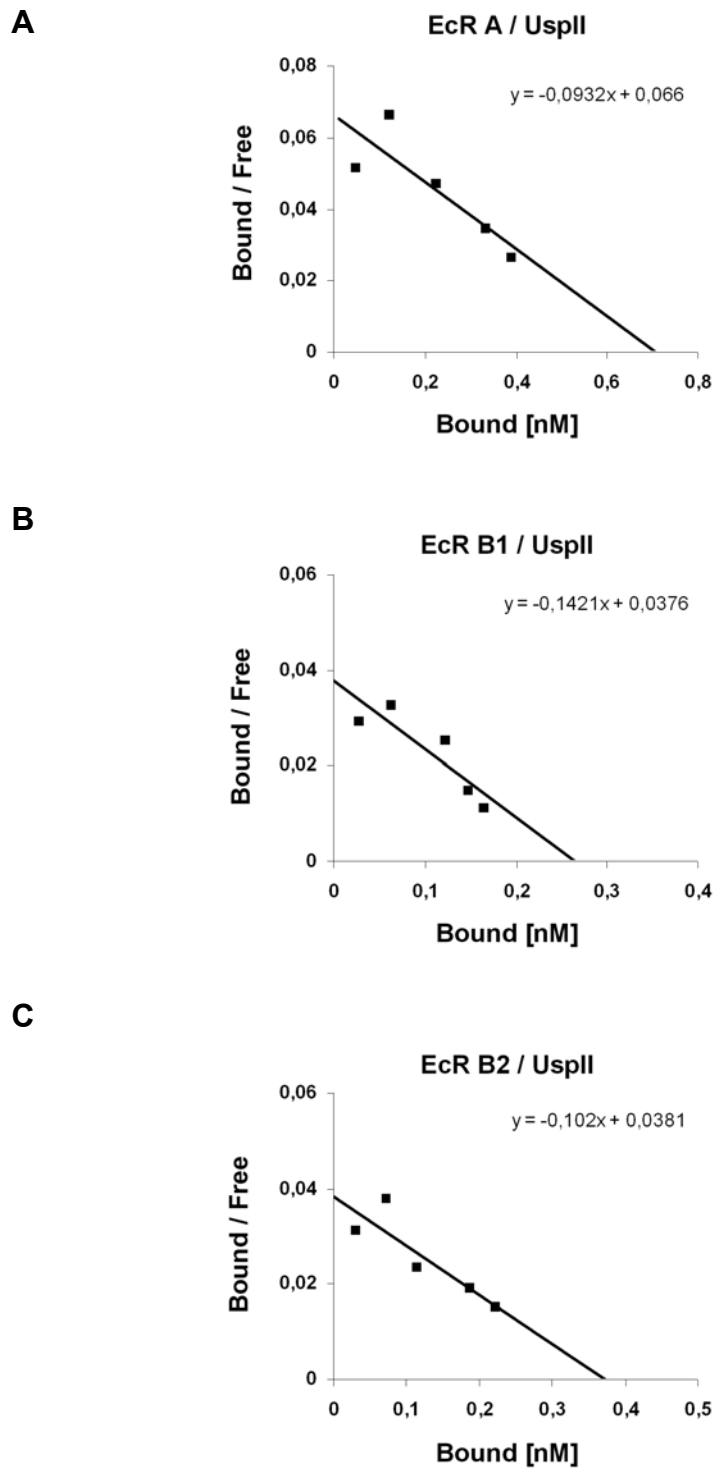 A
EcR A / UspII
0,08
y = -0,0932x + 0,066
0,06
0,04
0,02
0
Bound / Free
0 0,2 0,4 0,6 0,8
Bound [nM]
B
EcR B1 / UspII
0,06
y = -0,1421x + 0,0376
0,04
0,02
0
Bound / Free
0 0,1 0,2 0,3 0,4
Bound [nM]
C
EcR B2 / UspII
0,06
y = -0,102x + 0,0381
0,04
0,02
0
Bound / Free
0 0,1 0,2 0,3 0,4 0,5
Bound [nM]